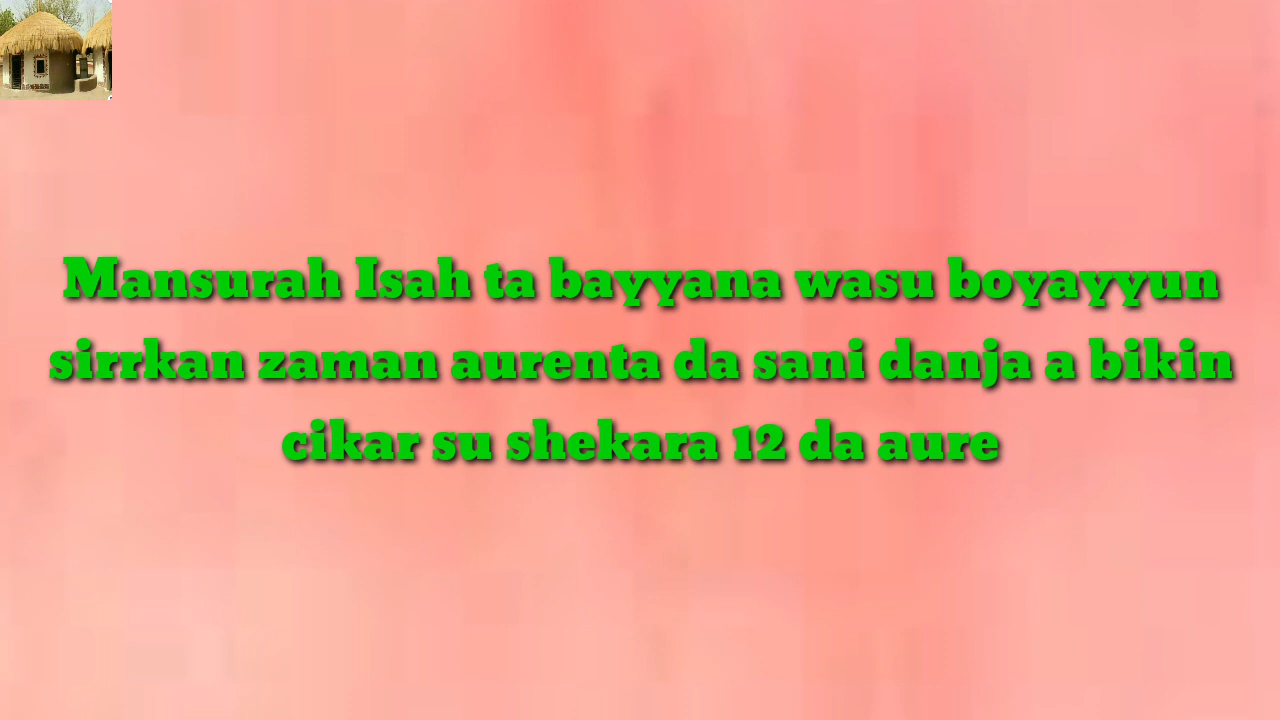 Mansurah Isah ta bayyana wasu boyayyun
sirrkan zaman aurenta da sani danja a bikin
cikar su shekara 12 da aure